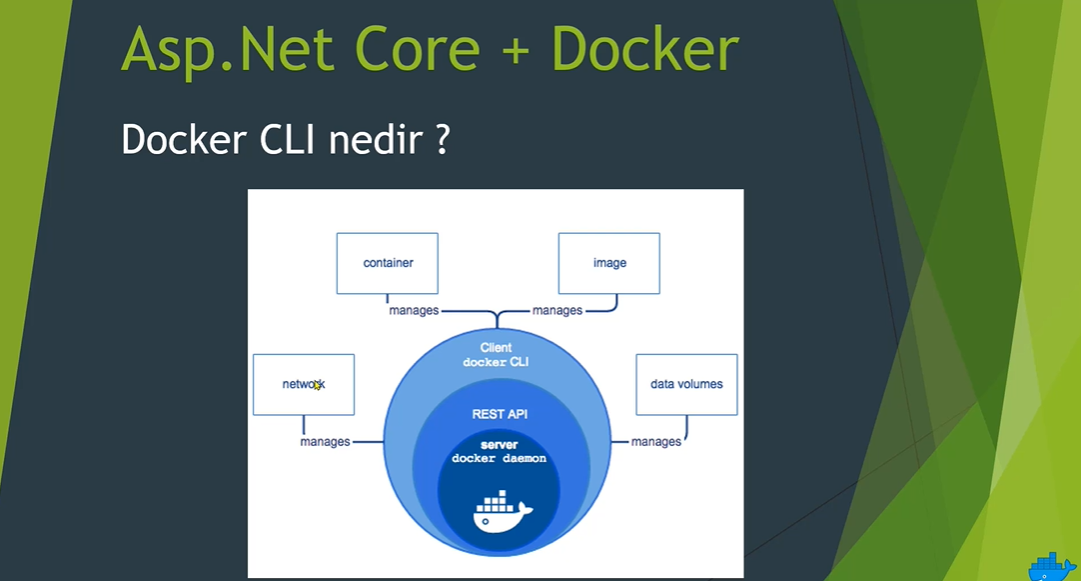 Asp.Net Core + Docker
Docker CLI nedir ?
container
image
manages
manages
Client
docker CLI
network
data volumes
REST API
manages
server
manages
docker daemon